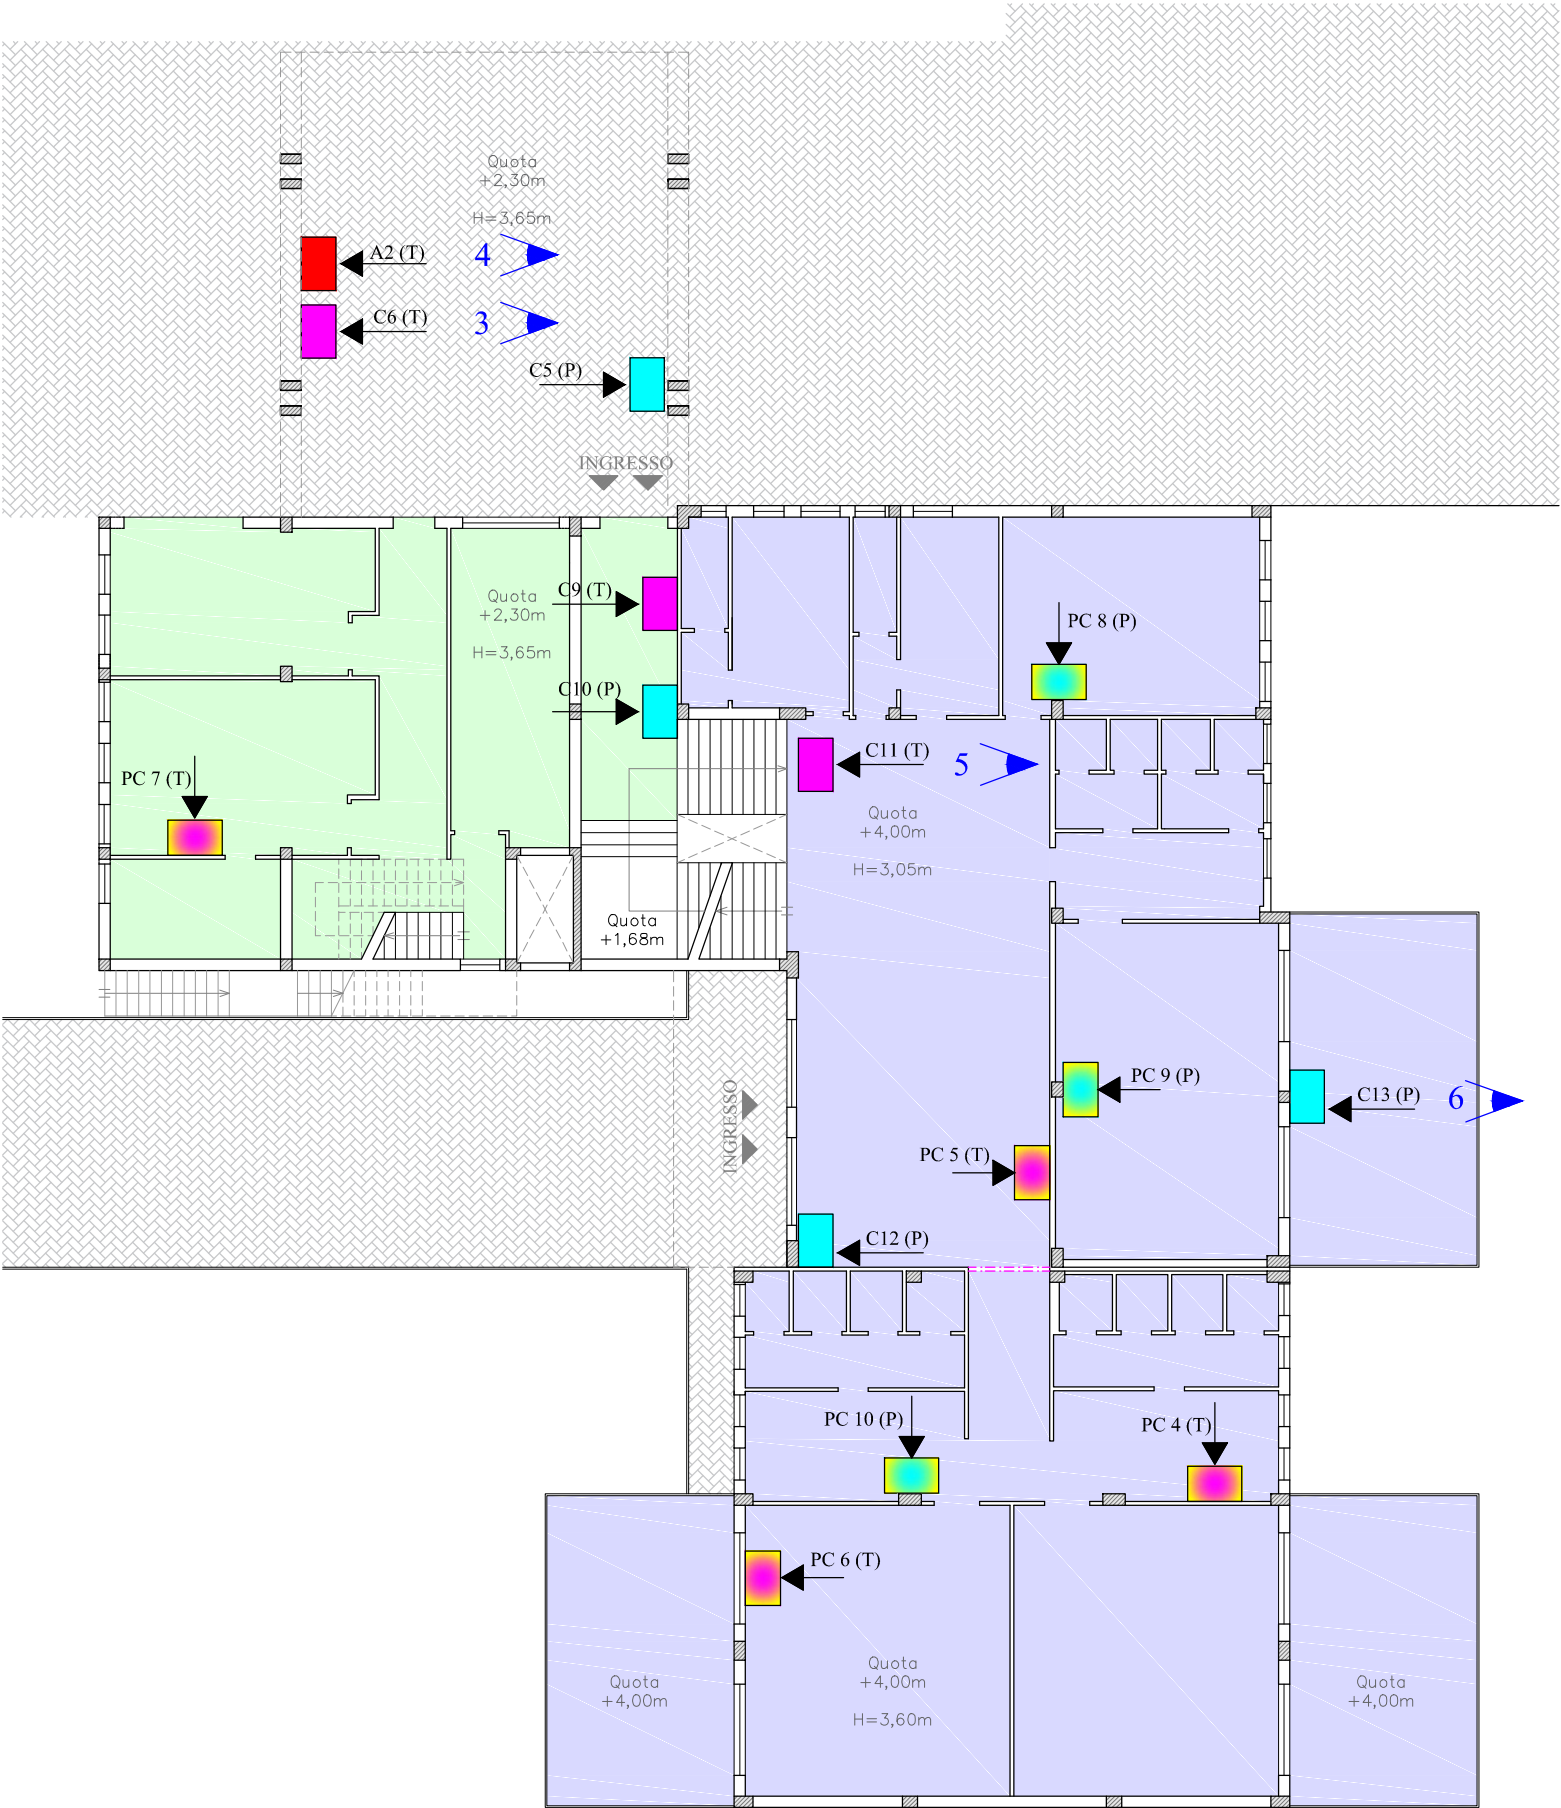 Quota
+2,30m
H=3,65m
A2 (T)
4
C6 (T)
3
C5 (P)
INGRESSO
C9 (T)
Quota
+2,30m
H=3,65m
PC 8 (P)
C10 (P)
C11 (T)
5
PC 7 (T)
Quota
+4,00m
H=3,05m
Quota
+1,68m
PC 9 (P)
C13 (P)
6
INGRESSO
PC 5 (T)
C12 (P)
PC 10 (P)
PC 4 (T)
PC 6 (T)
Quota
+4,00m
H=3,60m
Quota
+4,00m
Quota
+4,00m